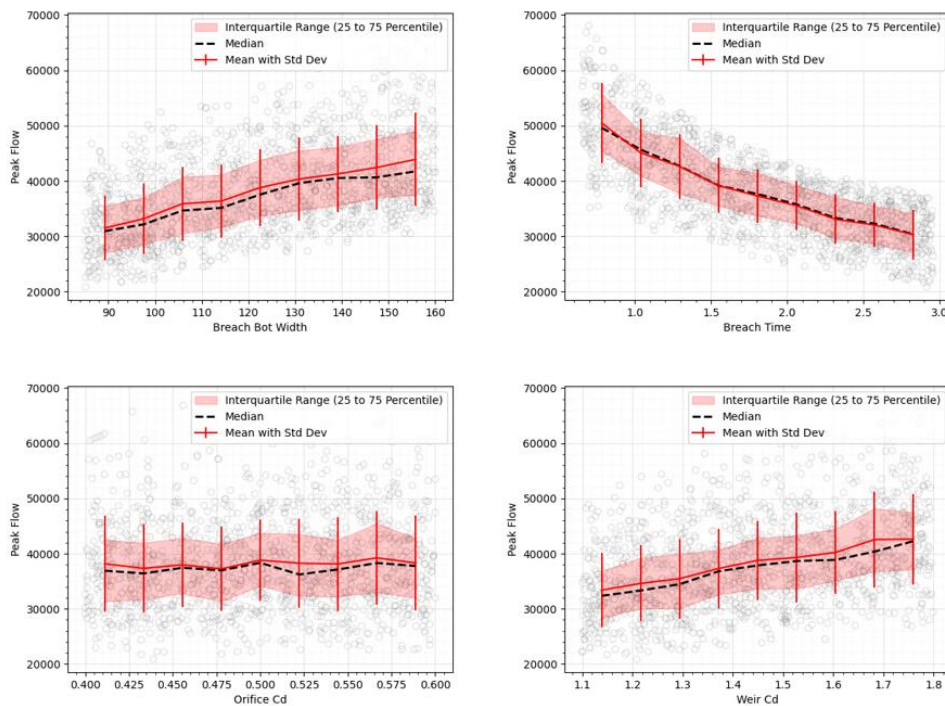 70000
60000
50000
40000
30000
20000
Peak Flow
Interquartile Range (25 to 75 Percentile)
Median
Mean with Std Dev
90 100 110 120 130 140 150 160
Breach Bot Width
70000
60000
50000
40000
30000
20000
Peak Flow
Interquartile Range (25 to 75 Percentile)
Median
Mean with Std Dev
1.0 1.5 2.0 2.5 3.0
Breach Time
70000
60000
50000
40000
30000
20000
Peak Flow
Interquartile Range (25 to 75 Percentile)
Median
Mean with Std Dev
0.400 0.425 0.450 0.475 0.500 0.525 0.550 0.575 0.600
Orifice Cd
70000
60000
50000
40000
30000
20000
Peak Flow
Interquartile Range (25 to 75 Percentile)
Median
Mean with Std Dev
1.1 1.2 1.3 1.4 1.5 1.6 1.7 1.8
Weir Cd